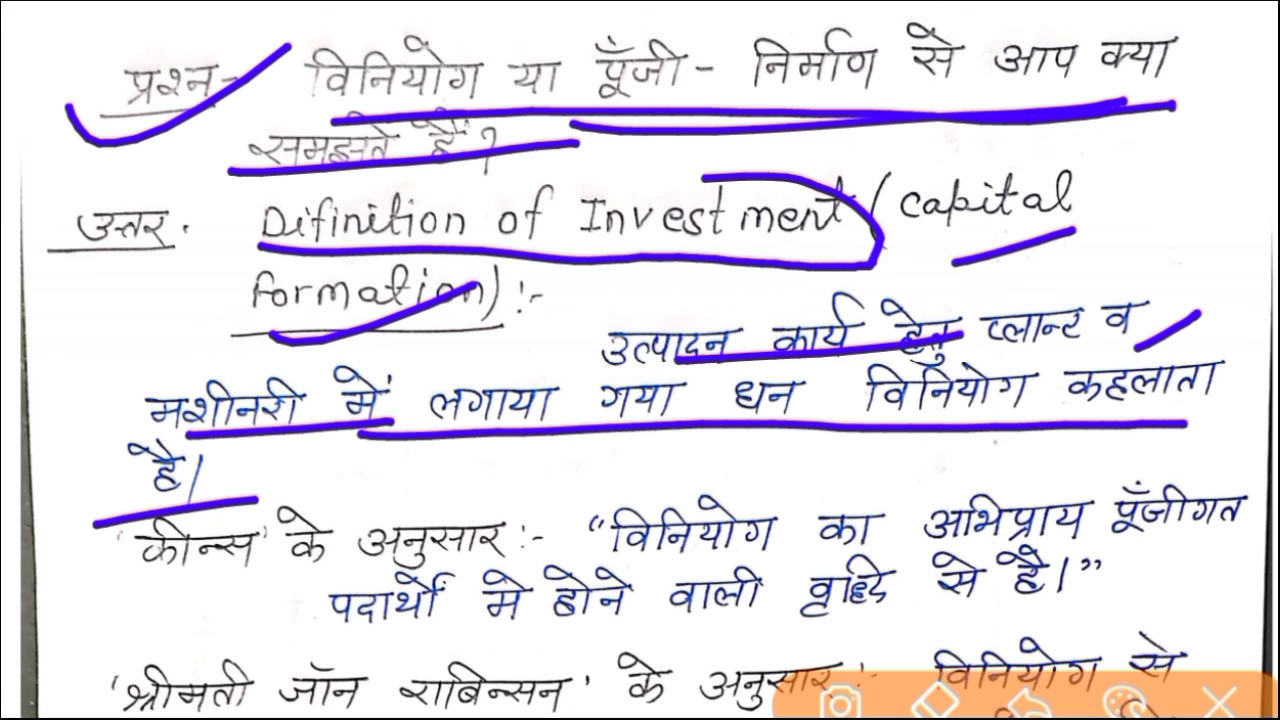 प्रश्न- विनियोग या पूँजी- निर्माण से आप क्या
समझते हैं?
उत्तर. Difinition of Investment (capital
formation) :-
उत्पादन कार्य हेतु प्लान्ट व
मशीनरी में लगाया गया धन विनियोग कहलाता
है।
'कीन्स' के अनुसार :- "विनियोग का अभिप्राय पूँजीगत
पदार्थों मे होने वाली वृद्दि से है।"
'श्रीमती जॉन राबिन्सन' के अनुसार :- विनियोग से